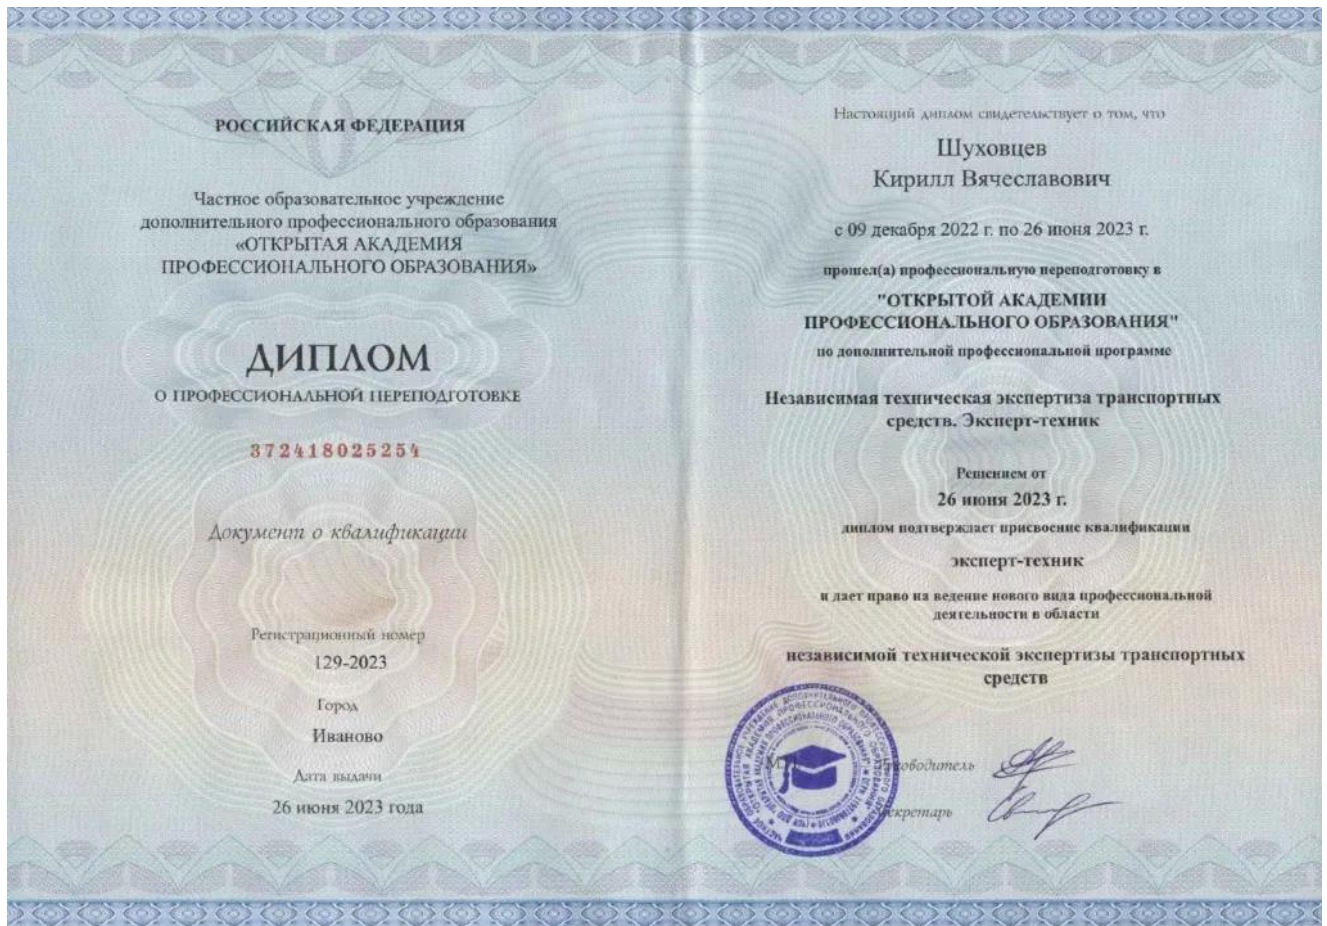 РОССИЙСКАЯ ФЕДЕРАЦИЯ
Частное образовательное учреждение
дополнительного профессионального образования
«ОТКРЫТАЯ АКАДЕМИЯ
ПРОФЕССИОНАЛЬНОГО ОБРАЗОВАНИЯ»
ДИПЛОМ
О ПРОФЕССИОНАЛЬНОЙ ПЕРЕПОДГОТОВКЕ
372418025254
Документ о квалификации
Регистрационный номер
129-2023
Город
Иваново
Дата выдачи
26 июня 2023 года
Настоящий диплом свидетельствует о том, что
Шуховцев
Кирилл Вячеславович
с 09 декабря 2022 г. по 26 июня 2023 г.
прошел(а) профессиональную переподготовку в
"ОТКРЫТОЙ АКАДЕМИИ
ПРОФЕССИОНАЛЬНОГО ОБРАЗОВАНИЯ"
по дополнительной профессиональной программе
Независимая техническая экспертиза транспортных
средств. Эксперт-техник
Решением от
26 июня 2023 г.
диплом подтверждает присвоение квалификации
эксперт-техник
и дает право на ведение нового вида профессиональной
деятельности в области
независимой технической экспертизы транспортных
средств
Руководитель
Секретарь